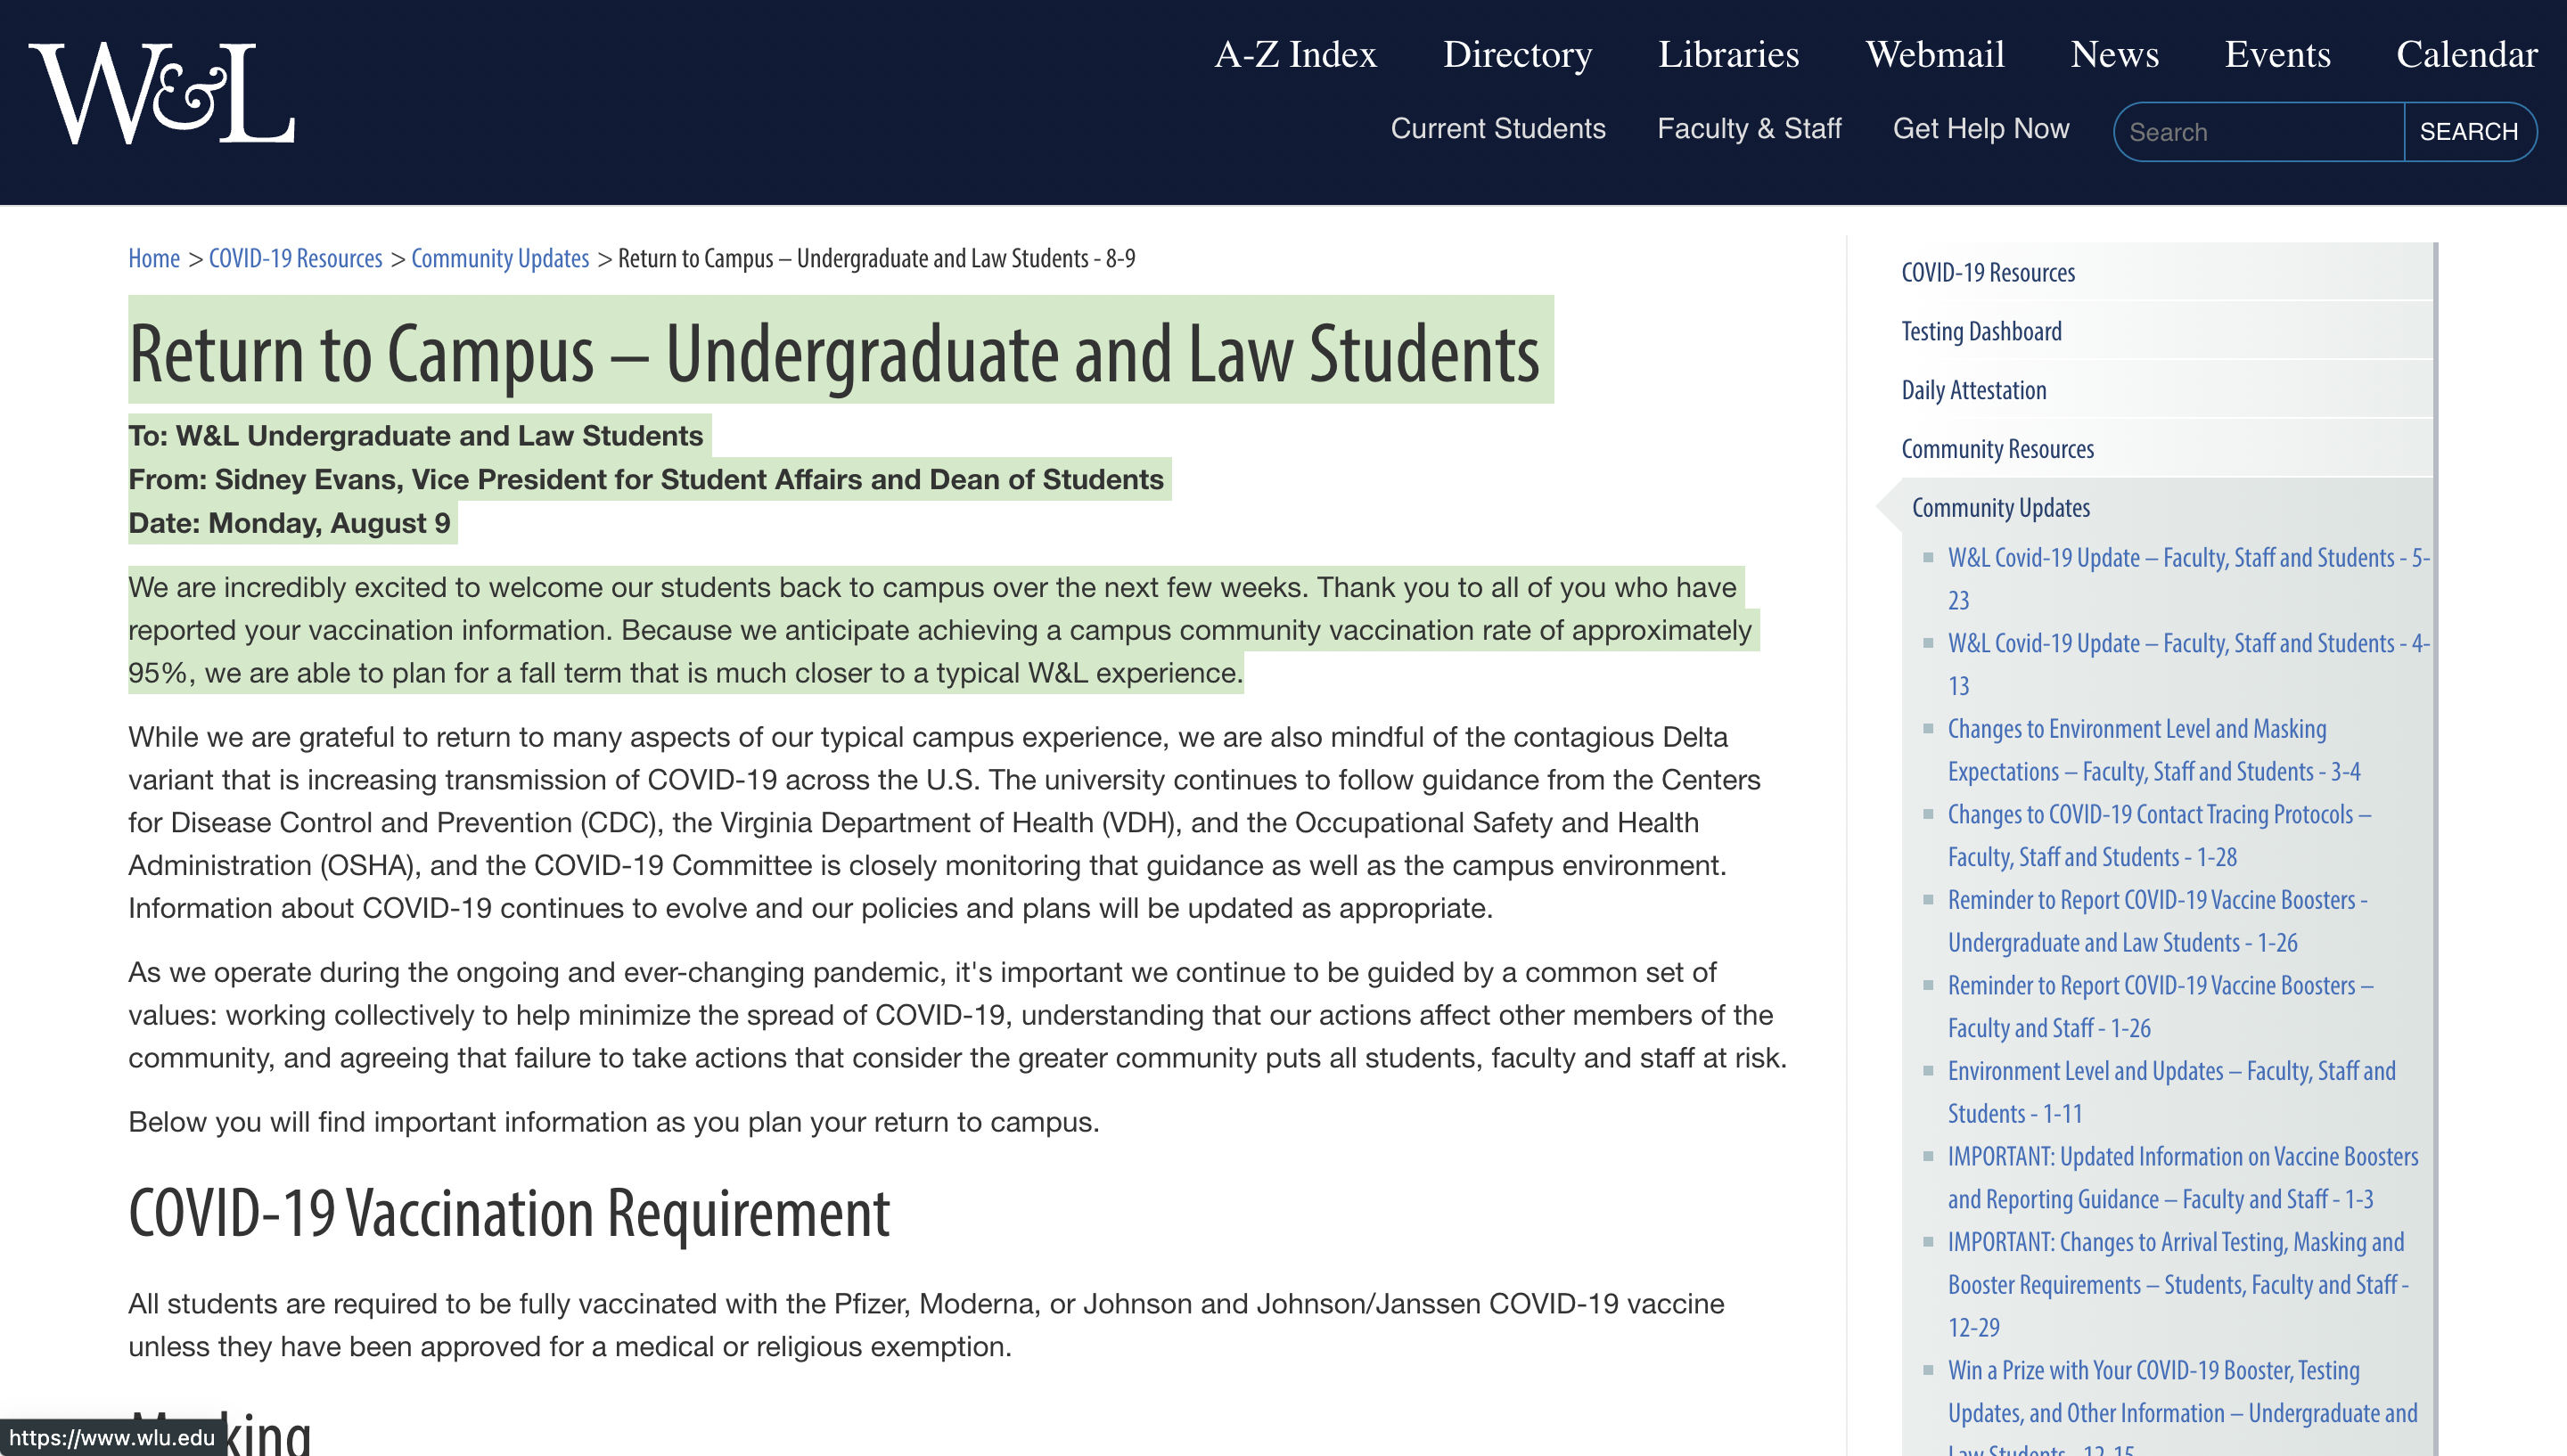 W&L
A-Z Index Directory Libraries Webmail News Events Calendar
Current Students Faculty & Staff Get Help Now Search SEARCH
Home > COVID-19 Resources > Community Updates > Return to Campus – Undergraduate and Law Students - 8-9
Return to Campus – Undergraduate and Law Students
To: W&L Undergraduate and Law Students
From: Sidney Evans, Vice President for Student Affairs and Dean of Students
Date: Monday, August 9
We are incredibly excited to welcome our students back to campus over the next few weeks. Thank you to all of you who have
reported your vaccination information. Because we anticipate achieving a campus community vaccination rate of approximately
95%, we are able to plan for a fall term that is much closer to a typical W&L experience.
While we are grateful to return to many aspects of our typical campus experience, we are also mindful of the contagious Delta
variant that is increasing transmission of COVID-19 across the U.S. The university continues to follow guidance from the Centers
for Disease Control and Prevention (CDC), the Virginia Department of Health (VDH), and the Occupational Safety and Health
Administration (OSHA), and the COVID-19 Committee is closely monitoring that guidance as well as the campus environment.
Information about COVID-19 continues to evolve and our policies and plans will be updated as appropriate.
As we operate during the ongoing and ever-changing pandemic, it's important we continue to be guided by a common set of
values: working collectively to help minimize the spread of COVID-19, understanding that our actions affect other members of the
community, and agreeing that failure to take actions that consider the greater community puts all students, faculty and staff at risk.
Below you will find important information as you plan your return to campus.
COVID-19 Vaccination Requirement
All students are required to be fully vaccinated with the Pfizer, Moderna, or Johnson and Johnson/Janssen COVID-19 vaccine
unless they have been approved for a medical or religious exemption.
Masking
https://www.wlu.edu
COVID-19 Resources
Testing Dashboard
Daily Attestation
Community Resources
Community Updates
W&L Covid-19 Update – Faculty, Staff and Students - 5-
23
W&L Covid-19 Update – Faculty, Staff and Students - 4-
13
Changes to Environment Level and Masking
Expectations – Faculty, Staff and Students - 3-4
Changes to COVID-19 Contact Tracing Protocols –
Faculty, Staff and Students - 1-28
Reminder to Report COVID-19 Vaccine Boosters -
Undergraduate and Law Students - 1-26
Reminder to Report COVID-19 Vaccine Boosters –
Faculty and Staff - 1-26
Environment Level and Updates – Faculty, Staff and
Students - 1-11
IMPORTANT: Updated Information on Vaccine Boosters
and Reporting Guidance – Faculty and Staff - 1-3
IMPORTANT: Changes to Arrival Testing, Masking and
Booster Requirements – Students, Faculty and Staff -
12-29
Win a Prize with Your COVID-19 Booster, Testing
Updates, and Other Information – Undergraduate and
Law Students - 12-15